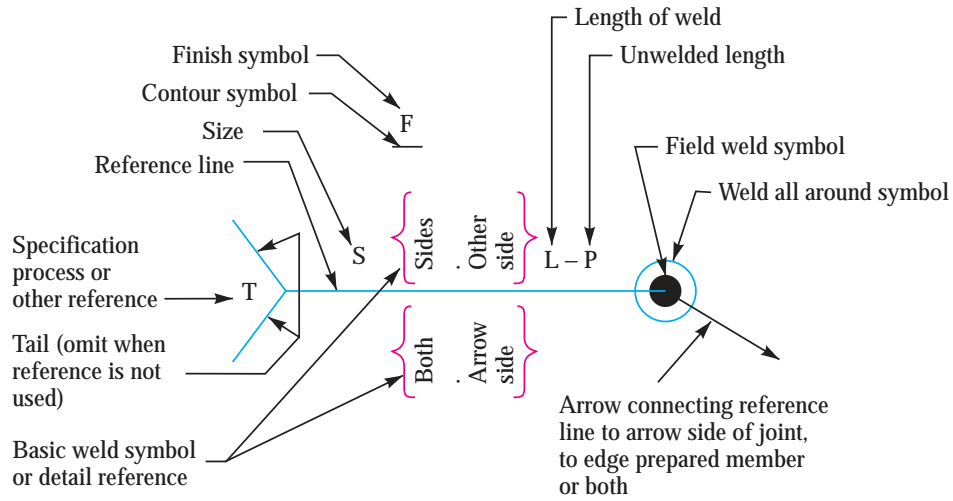 Length of weld
Finish symbol
Unwelded length
Contour symbol
F
Size
Field weld symbol
Reference line
Weld all around symbol
Specification
process or
other reference
T
S
Sides
. Other
side
L – P
Both
. Arrow
side
Tail (omit when
reference is not
used)
Arrow connecting reference
line to arrow side of joint,
to edge prepared member
or both
Basic weld symbol
or detail reference